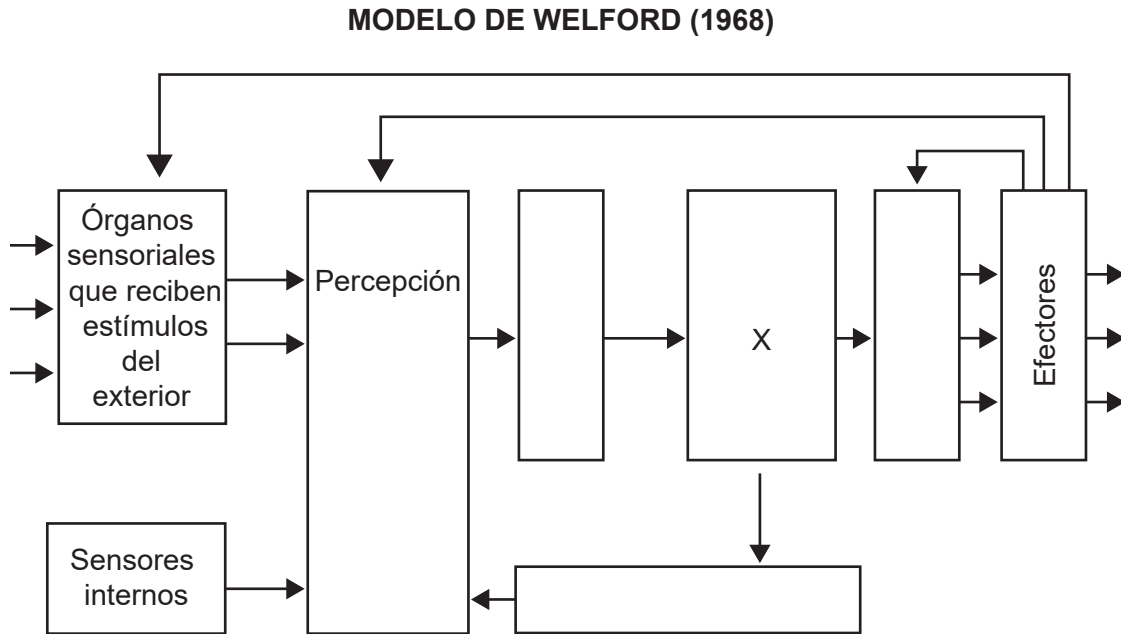 MODELO DE WELFORD (1968)
Órganos
sensoriales
que reciben
estímulos
del
exterior
Percepción
X
Efectores
Sensores
internos